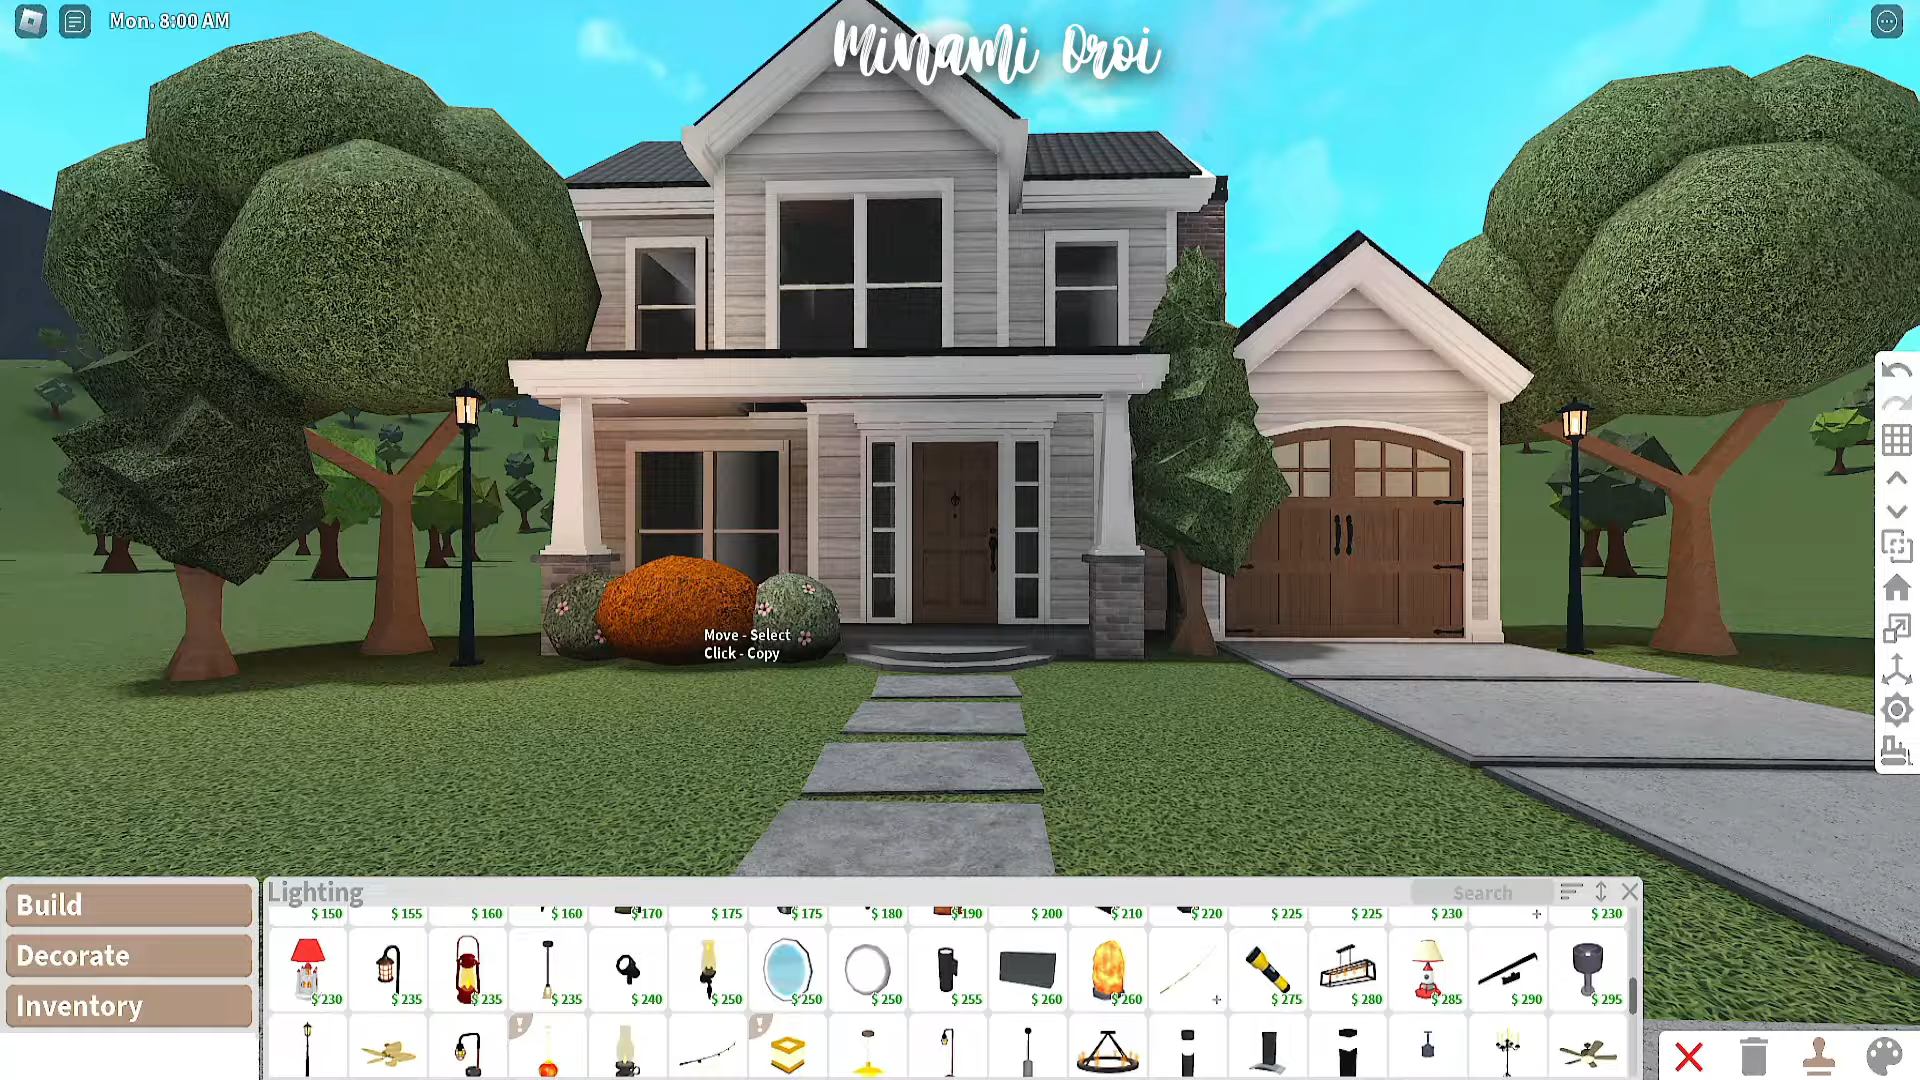 Mon. 8:00 AM
Minami Oroi
Move - Select
Click - Copy
Build
Decorate
Inventory
Lighting
Search
$ 150 $ 155 $ 160 $ 160 $ 170 $ 175 $ 175 $ 180 $ 190 $ 200 $ 210 $ 220 $ 225 $ 225 $ 230 + $ 230
$ 230 $ 235 $ 235 $ 235 $ 240 $ 250 $ 250 $ 250 $ 255 $ 260 $ 260 + $ 275 $ 280 $ 285 $ 290 $ 295